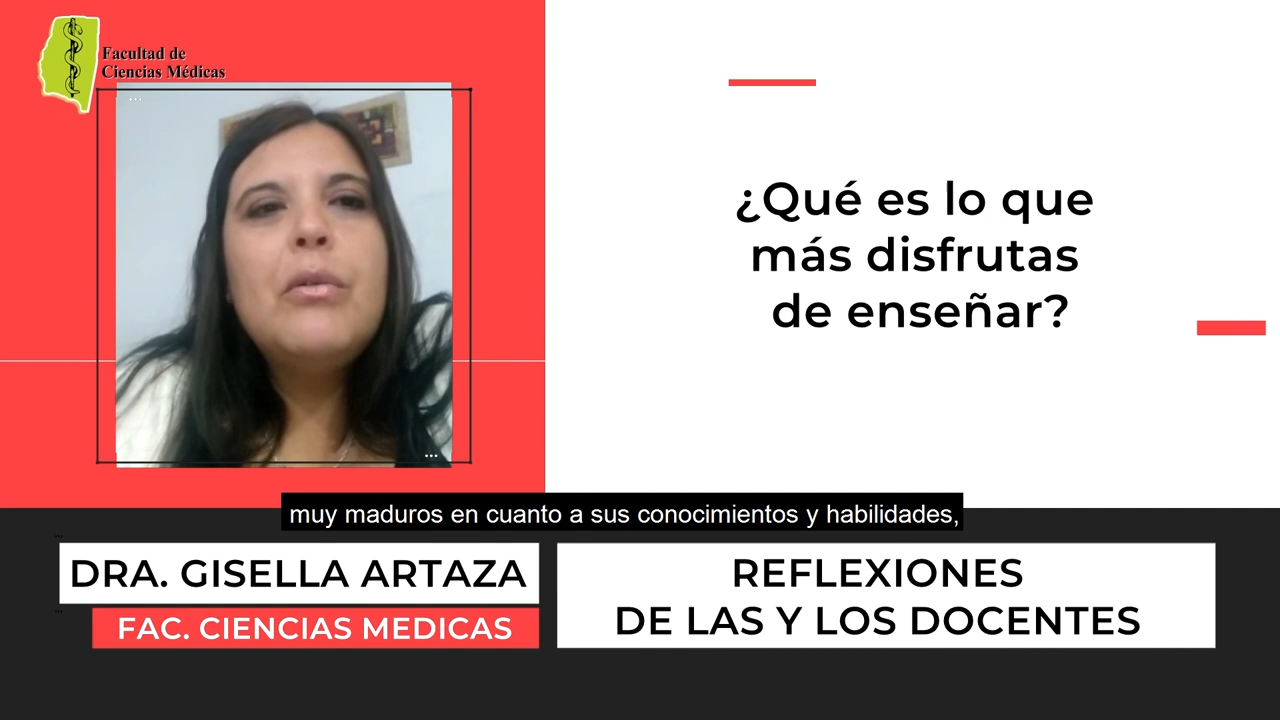 Facultad de
Ciencias Médicas
¿Qué es lo que
más disfrutas
de enseñar?
muy maduros en cuanto a sus conocimientos y habilidades,
DRA. GISELLA ARTAZA
FAC. CIENCIAS MEDICAS
REFLEXIONES
DE LAS Y LOS DOCENTES